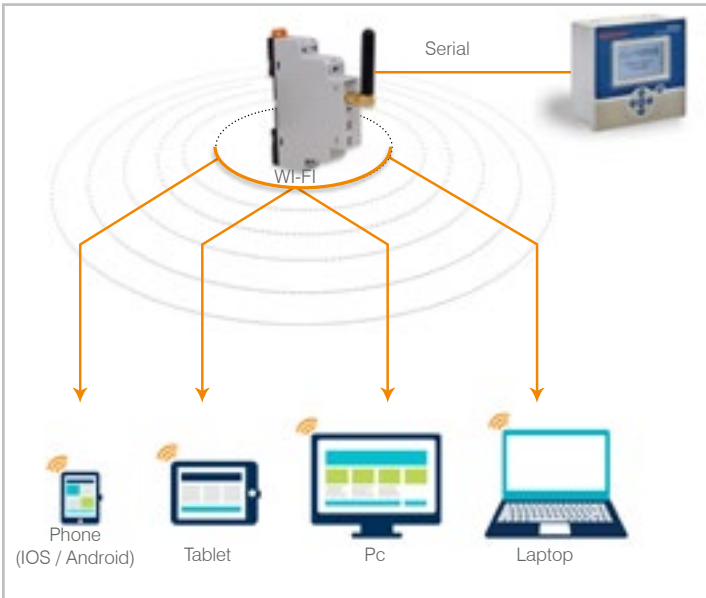 Serial
WI-FI
Phone
(IOS / Android)
Tablet
Pc
Laptop